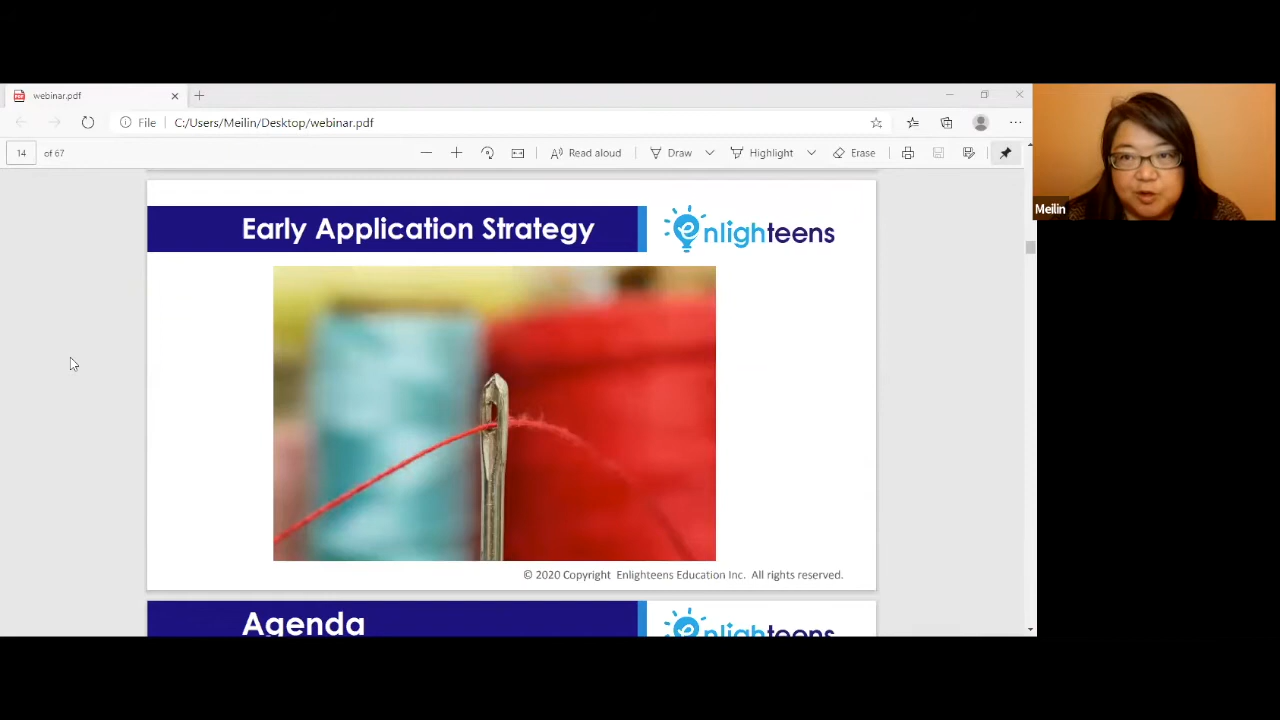 webinar.pdf
File
C:/Users/Meilin/Desktop/webinar.pdf
14 of 67
Read aloud
Draw
Highlight
Erase
Meilin
Early Application Strategy
enlighteens
© 2020 Copyright Enlighteens Education Inc. All rights reserved.
Agenda
enlighteens